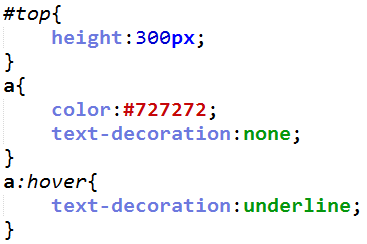 #top{
    height:300px;
}
a{
    color:#727272;
    text-decoration:none;
}
a:hover{
    text-decoration:underline;
}